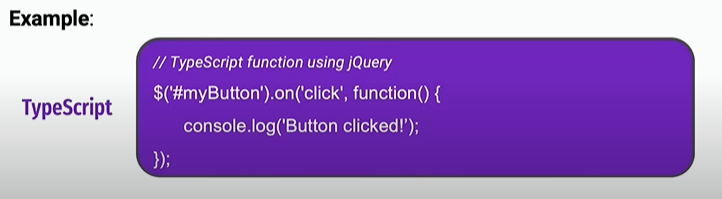 Example:
TypeScript
// TypeScript function using jQuery
$('#myButton').on('click', function() {
console.log('Button clicked!');
});